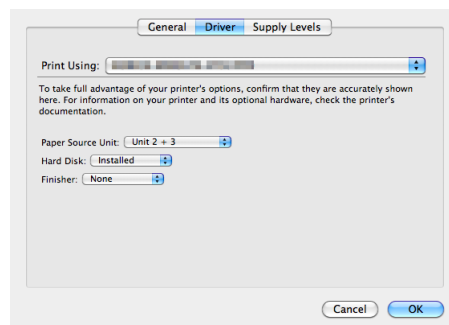 General Driver Supply Levels
Print Using:
To take full advantage of your printer's options, confirm that they are accurately shown
here. For information on your printer and its optional hardware, check the printer's
documentation.
Paper Source Unit: Unit 2 + 3
Hard Disk: Installed
Finisher: None
Cancel OK